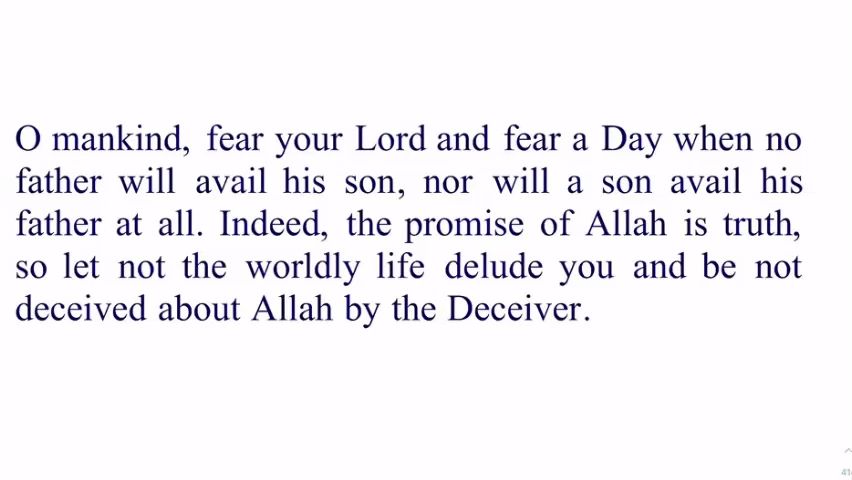 O mankind, fear your Lord and fear a Day when no
father will avail his son, nor will a son avail his
father at all. Indeed, the promise of Allah is truth,
so let not the worldly life delude you and be not
deceived about Allah by the Deceiver.